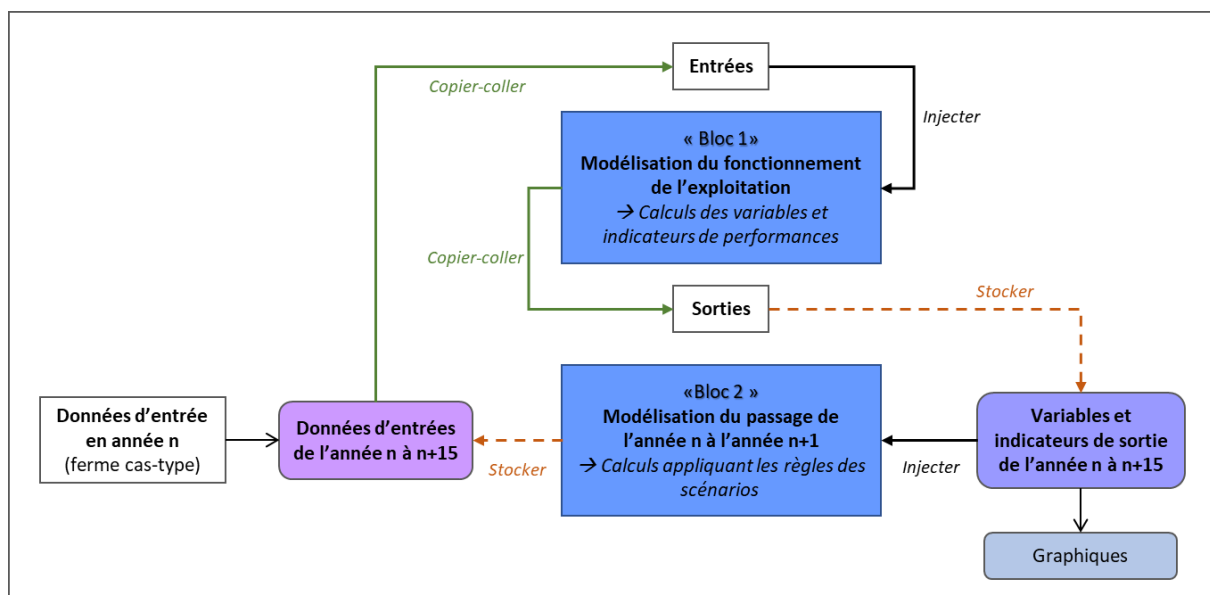 Entrées
Copier-coller
Injecter
« Bloc 1»
Modélisation du fonctionnement
de l’exploitation
→ Calculs des variables et
indicateurs de performances
Copier-coller
Sorties
Stocker
Données d’entrée
en année n
(ferme cas-type)
Données d’entrées
de l’année n à n+15
Stocker
«Bloc 2 »
Modélisation du passage de
l’année n à l’année n+1
→ Calculs appliquant les règles des
scénarios
Injecter
Variables et
indicateurs de sortie
de l’année n à n+15
Graphiques